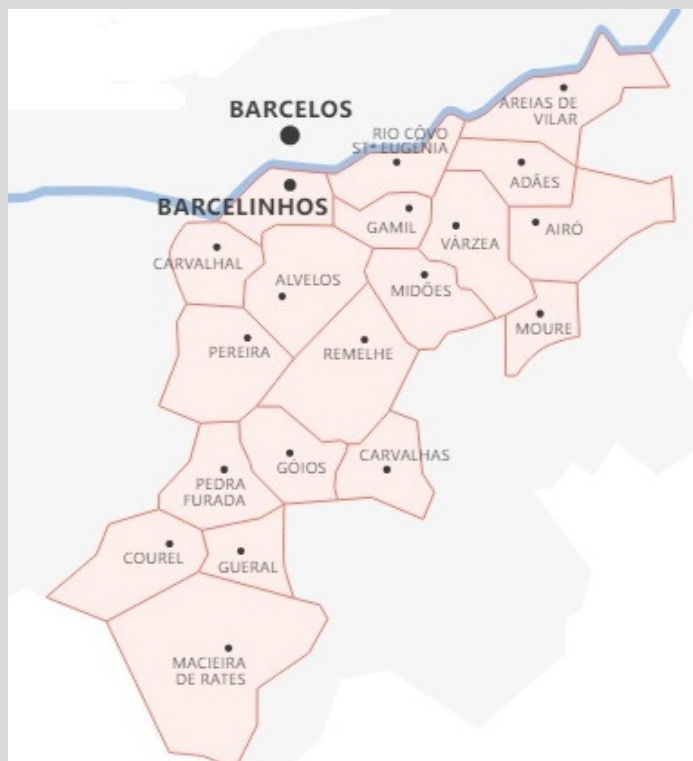 BARCELOS
AREIAS DE
VILAR
RIO CÔVO
STª EUGÉNIA
ADÃES
BARCELINHOS
GAMIL
AIRÓ
VÁRZEA
CARVALHAL
ALVELOS
MIDÕES
MOURE
PEREIRA
REMELHE
CARVALHAS
GÓIOS
PEDRA
FURADA
COUREL
GUERAL
MACIEIRA
DE RATES